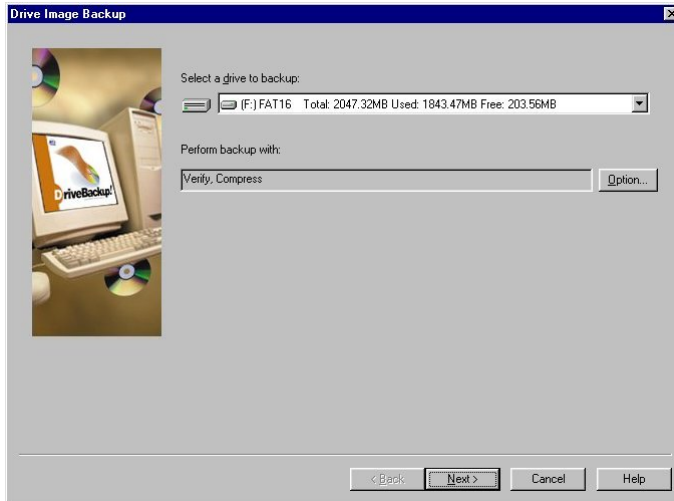 Drive Image Backup
Select a drive to backup:
(F:) FAT16 Total: 2047.32MB Used: 1843.47MB Free: 203.56MB
Perform backup with:
Verify, Compress
Option...
DriveBackup!
< Back
Next >
Cancel
Help